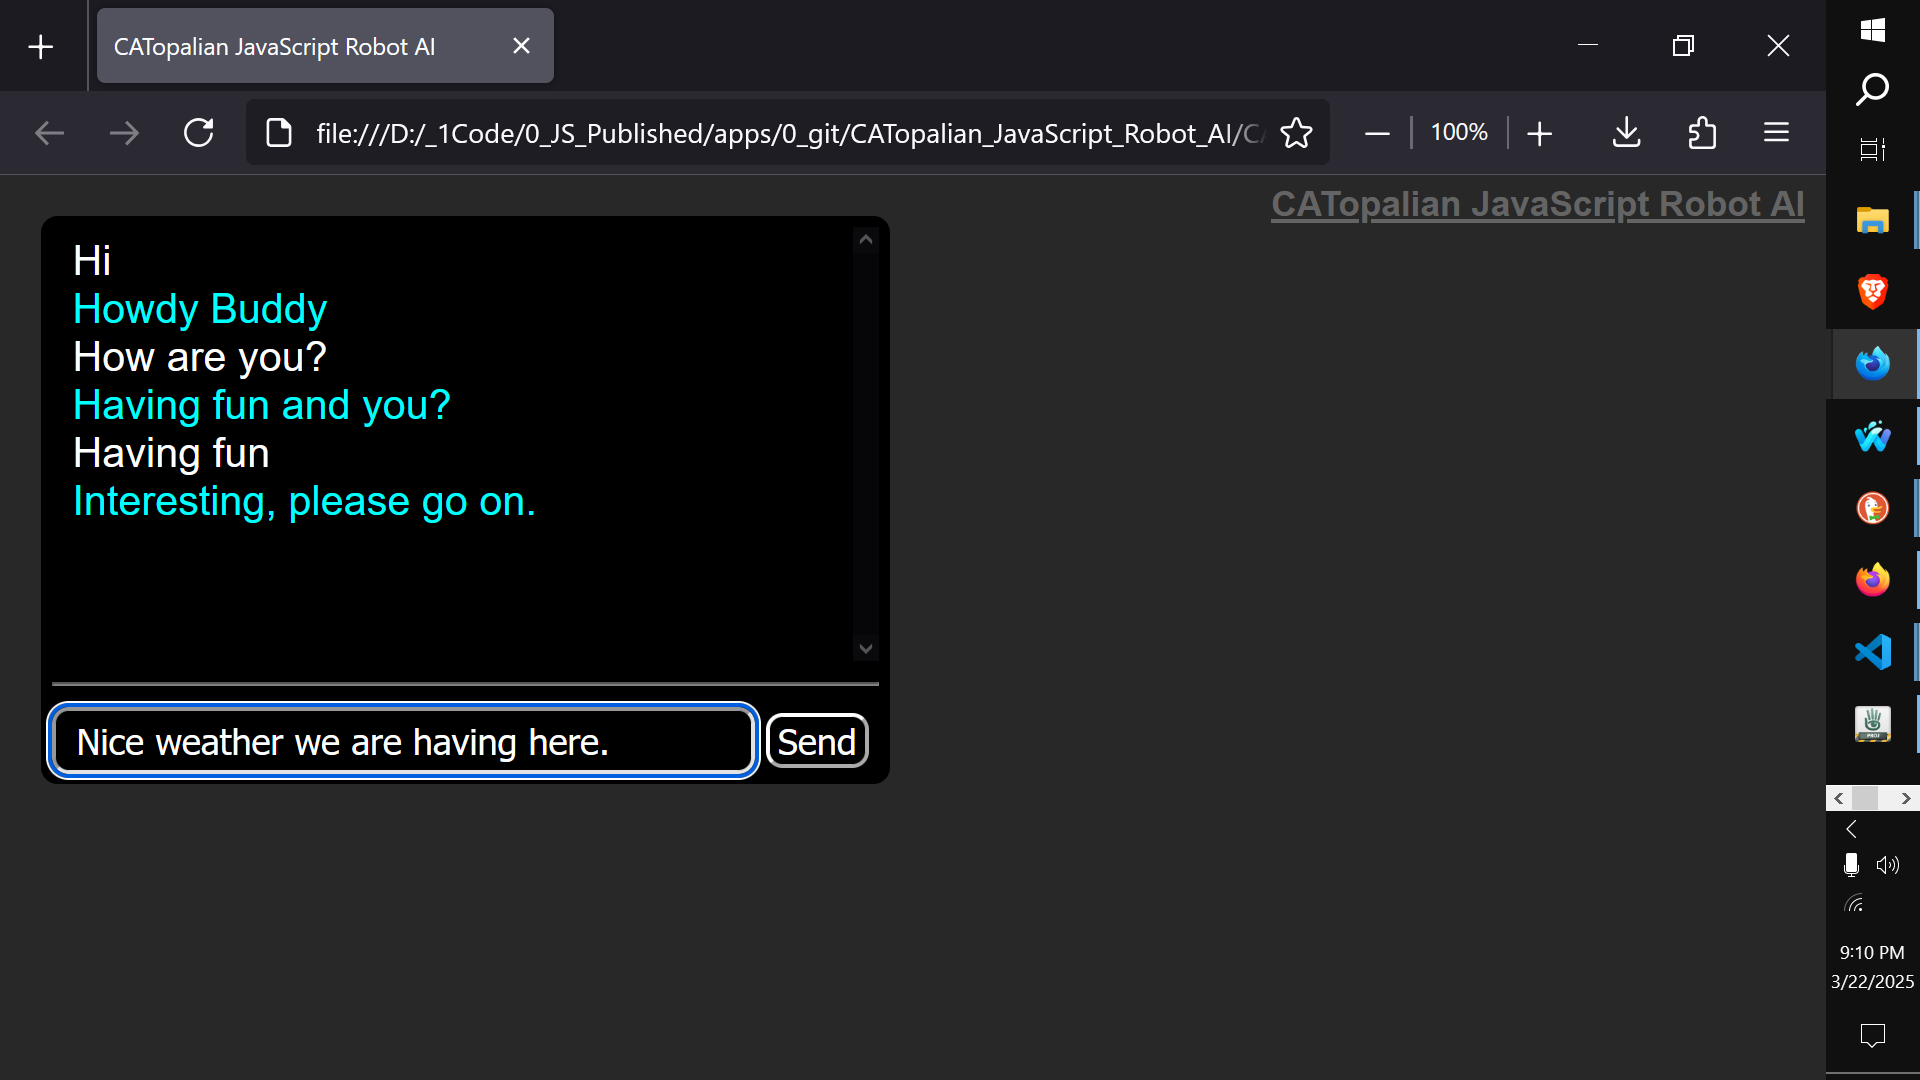 CATopalian JavaScript Robot AI
file:///D:/_1Code/0_JS_Published/apps/0_git/CATopalian_JavaScript_Robot_AI/
100%
CATopalian JavaScript Robot AI
Hi
Howdy Buddy
How are you?
Having fun and you?
Having fun
Interesting, please go on.
Nice weather we are having here.
Send
PROJ
9:10 PM
3/22/2025